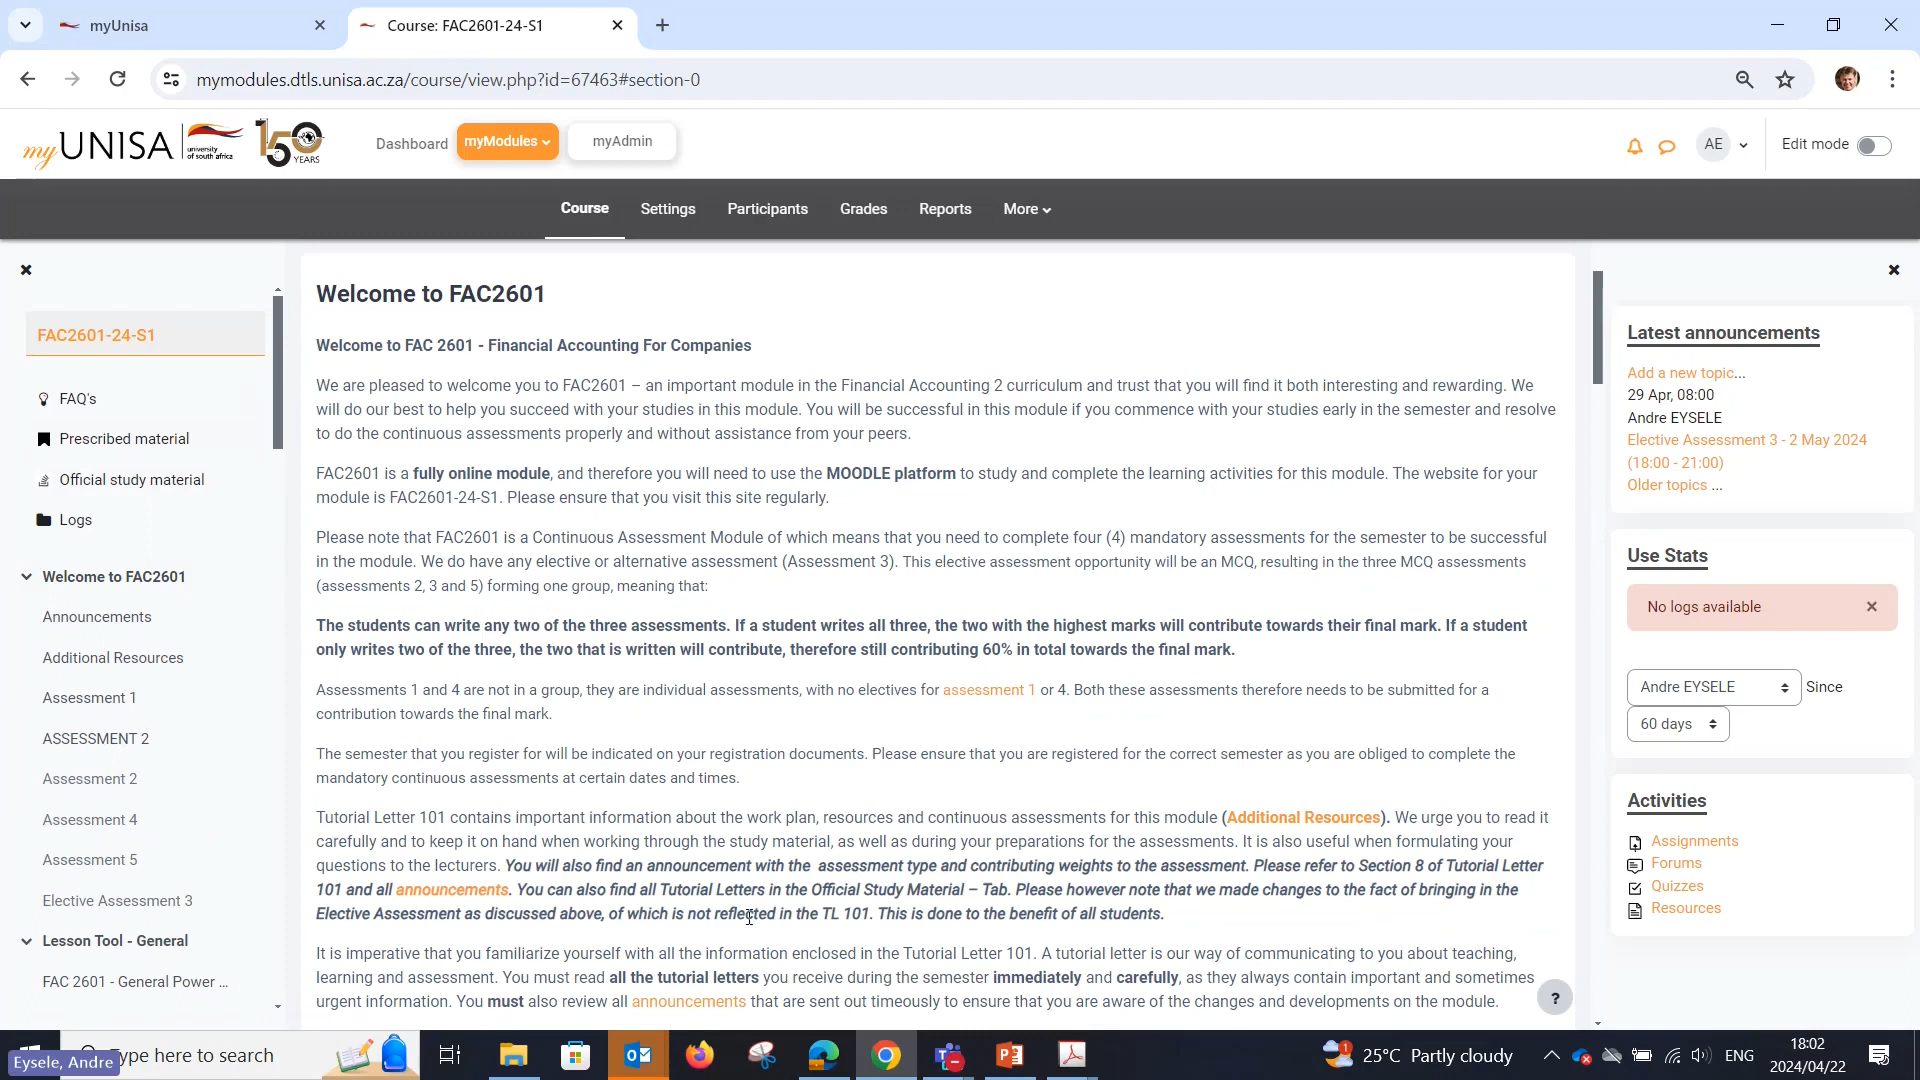 myUnisa
Course: FAC2601-24-S1
mymodules.dtls.unisa.ac.za/course/view.php?id=67463#section-0
myUNISA
university
of south africa
150
YEARS
Dashboard
myModules
myAdmin
AE
Edit mode
Course
Settings
Participants
Grades
Reports
More
FAC2601-24-S1
FAQ's
Prescribed material
Official study material
Logs
Welcome to FAC2601
Announcements
Additional Resources
Assessment 1
ASSESSMENT 2
Assessment 2
Assessment 4
Assessment 5
Elective Assessment 3
Lesson Tool - General
FAC 2601 - General Power ...
Welcome to FAC2601
Welcome to FAC 2601 - Financial Accounting For Companies
We are pleased to welcome you to FAC2601 – an important module in the Financial Accounting 2 curriculum and trust that you will find it both interesting and rewarding. We
will do our best to help you succeed with your studies in this module. You will be successful in this module if you commence with your studies early in the semester and resolve
to do the continuous assessments properly and without assistance from your peers.
FAC2601 is a fully online module, and therefore you will need to use the MOODLE platform to study and complete the learning activities for this module. The website for your
module is FAC2601-24-S1. Please ensure that you visit this site regularly.
Please note that FAC2601 is a Continuous Assessment Module of which means that you need to complete four (4) mandatory assessments for the semester to be successful
in the module. We do have any elective or alternative assessment (Assessment 3). This elective assessment opportunity will be an MCQ, resulting in the three MCQ assessments
(assessments 2, 3 and 5) forming one group, meaning that:
The students can write any two of the three assessments. If a student writes all three, the two with the highest marks will contribute towards their final mark. If a student
only writes two of the three, the two that is written will contribute, therefore still contributing 60% in total towards the final mark.
Assessments 1 and 4 are not in a group, they are individual assessments, with no electives for assessment 1 or 4. Both these assessments therefore needs to be submitted for a
contribution towards the final mark.
The semester that you register for will be indicated on your registration documents. Please ensure that you are registered for the correct semester as you are obliged to complete the
mandatory continuous assessments at certain dates and times.
Tutorial Letter 101 contains important information about the work plan, resources and continuous assessments for this module (Additional Resources). We urge you to read it
carefully and to keep it on hand when working through the study material, as well as during your preparations for the assessments. It is also useful when formulating your
questions to the lecturers. You will also find an announcement with the assessment type and contributing weights to the assessment. Please refer to Section 8 of Tutorial Letter
101 and all announcements. You can also find all Tutorial Letters in the Official Study Material – Tab. Please however note that we made changes to the fact of bringing in the
Elective Assessment as discussed above, of which is not reflected in the TL 101. This is done to the benefit of all students.
It is imperative that you familiarize yourself with all the information enclosed in the Tutorial Letter 101. A tutorial letter is our way of communicating to you about teaching,
learning and assessment. You must read all the tutorial letters you receive during the semester immediately and carefully, as they always contain important and sometimes
urgent information. You must also review all announcements that are sent out timeously to ensure that you are aware of the changes and developments on the module.
?
Latest announcements
Add a new topic...
29 Apr, 08:00
Andre EYSELE
Elective Assessment 3 - 2 May 2024
(18:00 - 21:00)
Older topics ...
Use Stats
No logs available
Andre EYSELE
Since
60 days
Activities
Assignments
Forums
Quizzes
Resources
Eysele, Andre
ype here to search
1
25°C Partly cloudy
ENG
18:02
2024/04/22